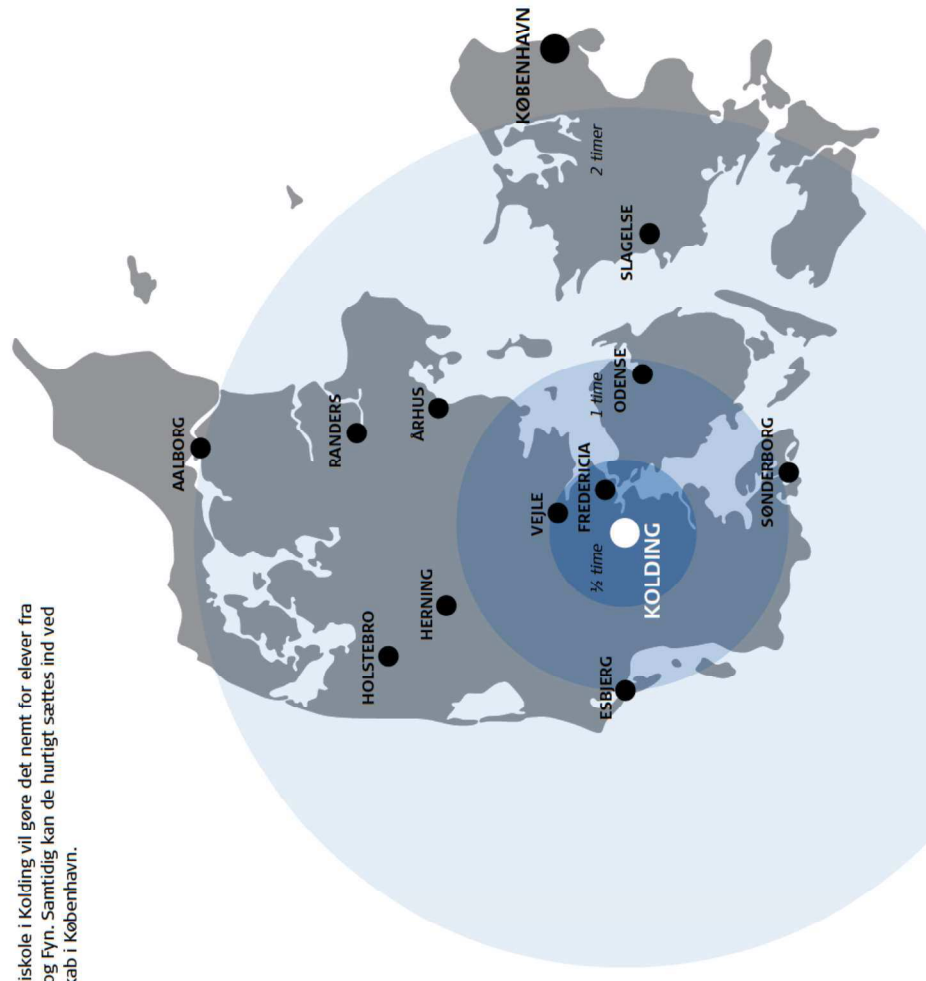 iskole i Kolding vil gøre det nemt for elever fra
og Fyn. Samtidig kan de hurtigt sættes ind ved
kab i København.
AALBORG
RANDERS
ÅRHUS
HOLSTEBRO
HERNING
KØBENHAVN
2 timer
SLAGELSE
1 time
ODENSE
VEJLE
FREDERICIA
½ time
KOLDING
ESBJERG
SØNDERBORG